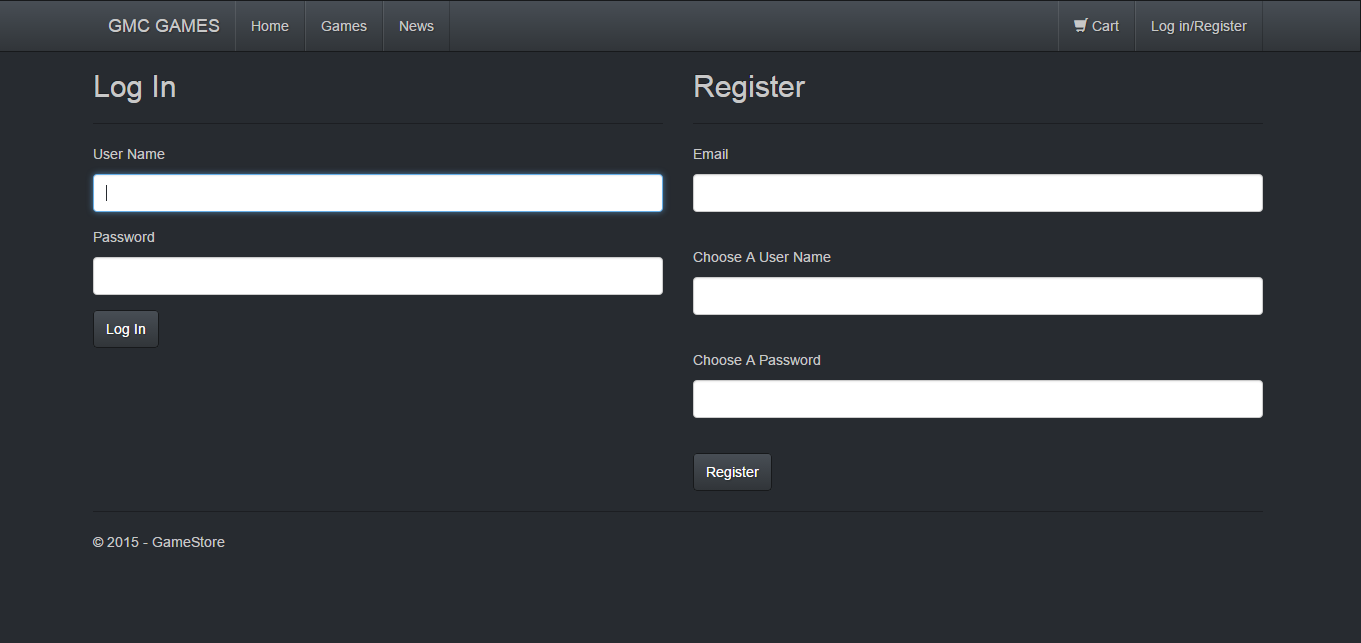 GMC GAMES Home Games News Cart Log in/Register
Log In
User Name
Password
Log In
Register
Email
Choose A User Name
Choose A Password
Register
© 2015 - GameStore